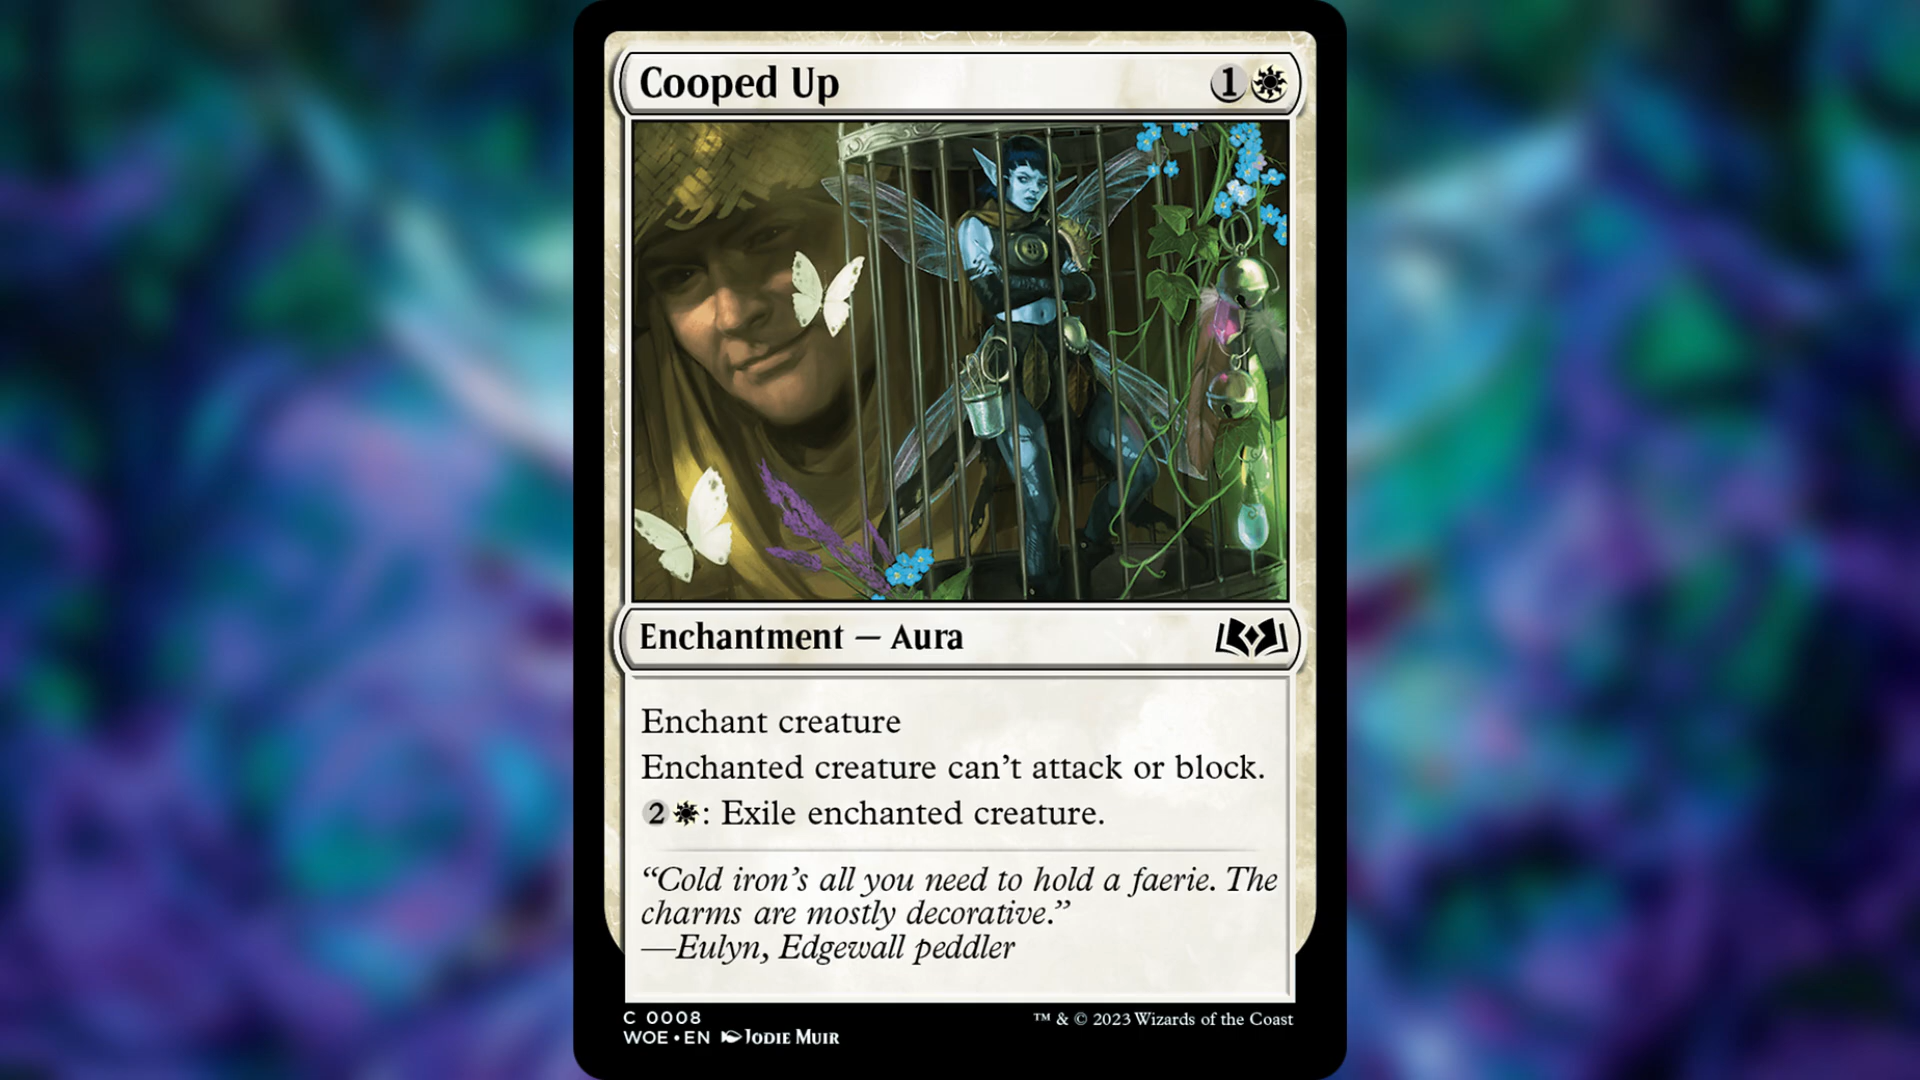 Cooped Up 1
Enchantment — Aura
Enchant creature
Enchanted creature can’t attack or block.
2: Exile enchanted creature.
“Cold iron’s all you need to hold a faerie. The
charms are mostly decorative.”
—Eulyn, Edgewall peddler
C 0008
WOE • EN Jodie Muir
™ & © 2023 Wizards of the Coast